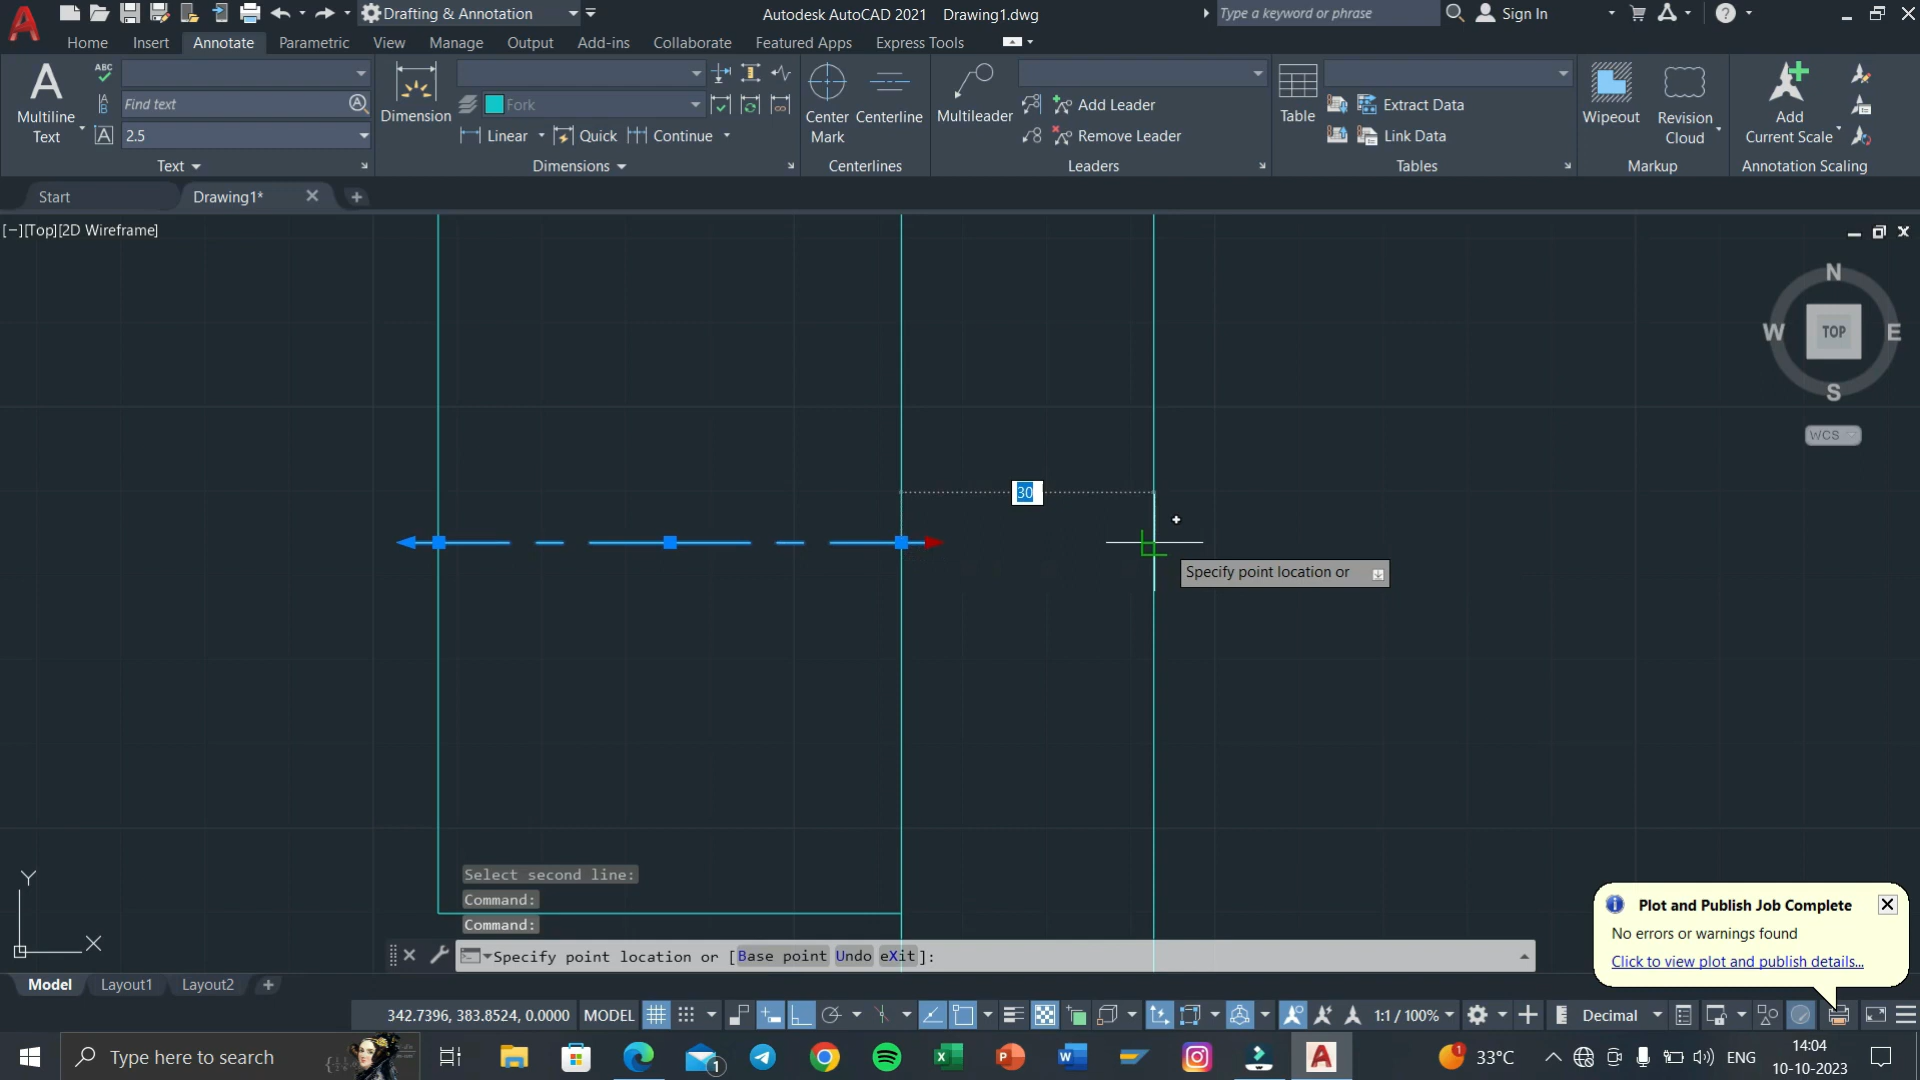 Drafting & Annotation
Autodesk AutoCAD 2021 Drawing1.dwg
Type a keyword or phrase
Sign In
Home Insert Annotate Parametric View Manage Output Add-ins Collaborate Featured Apps Express Tools
Multiline
Text
ABC
Find text
2.5
Text
Dimension
Fork
Linear
Quick
Continue
Dimensions
Center
Mark
Centerline
Centerlines
Multileader
Add Leader
Remove Leader
Leaders
Table
Extract Data
Link Data
Tables
Wipeout
Revision
Cloud
Markup
Add
Current Scale
Annotation Scaling
Start
Drawing1*
[−][Top][2D Wireframe]
N
W TOP E
S
WCS
30
Specify point location or
Y
X
Select second line:
Command:
Command:
Specify point location or [Base point Undo eXit]:
Plot and Publish Job Complete
No errors or warnings found
Click to view plot and publish details...
Model Layout1 Layout2
342.7396, 383.8524, 0.0000 MODEL
1:1 / 100%
Decimal
Type here to search
1
1
33°C
ENG
14:04
10-10-2023